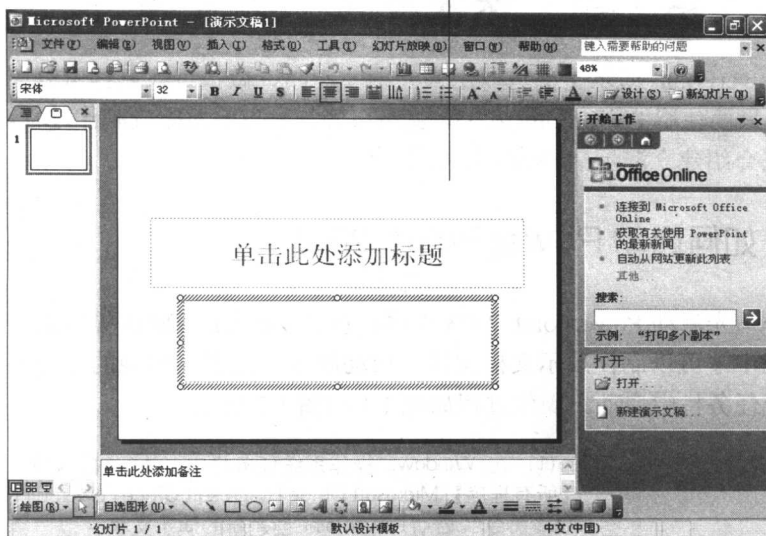 Microsoft PowerPoint - [演示文稿1]
文件(F) 编辑(E) 视图(V) 插入(I) 格式(O) 工具(T) 幻灯片放映(D) 窗口(W) 帮助(H) 键入需要帮助的问题
48%
宋体 32 B I U S A A A 设计(S) 新幻灯片(N)
开始工作
1
Microsoft
Office Online
连接到 Microsoft Office
Online
获取有关使用 PowerPoint
的最新新闻
自动从网站更新此列表
其他...
搜索:
示例: “打印多个副本”
打开
打开...
新建演示文稿...
单击此处添加标题
单击此处添加备注
绘图(R) 自选图形(U) A A
幻灯片 1 / 1 默认设计模板 中文(中国)